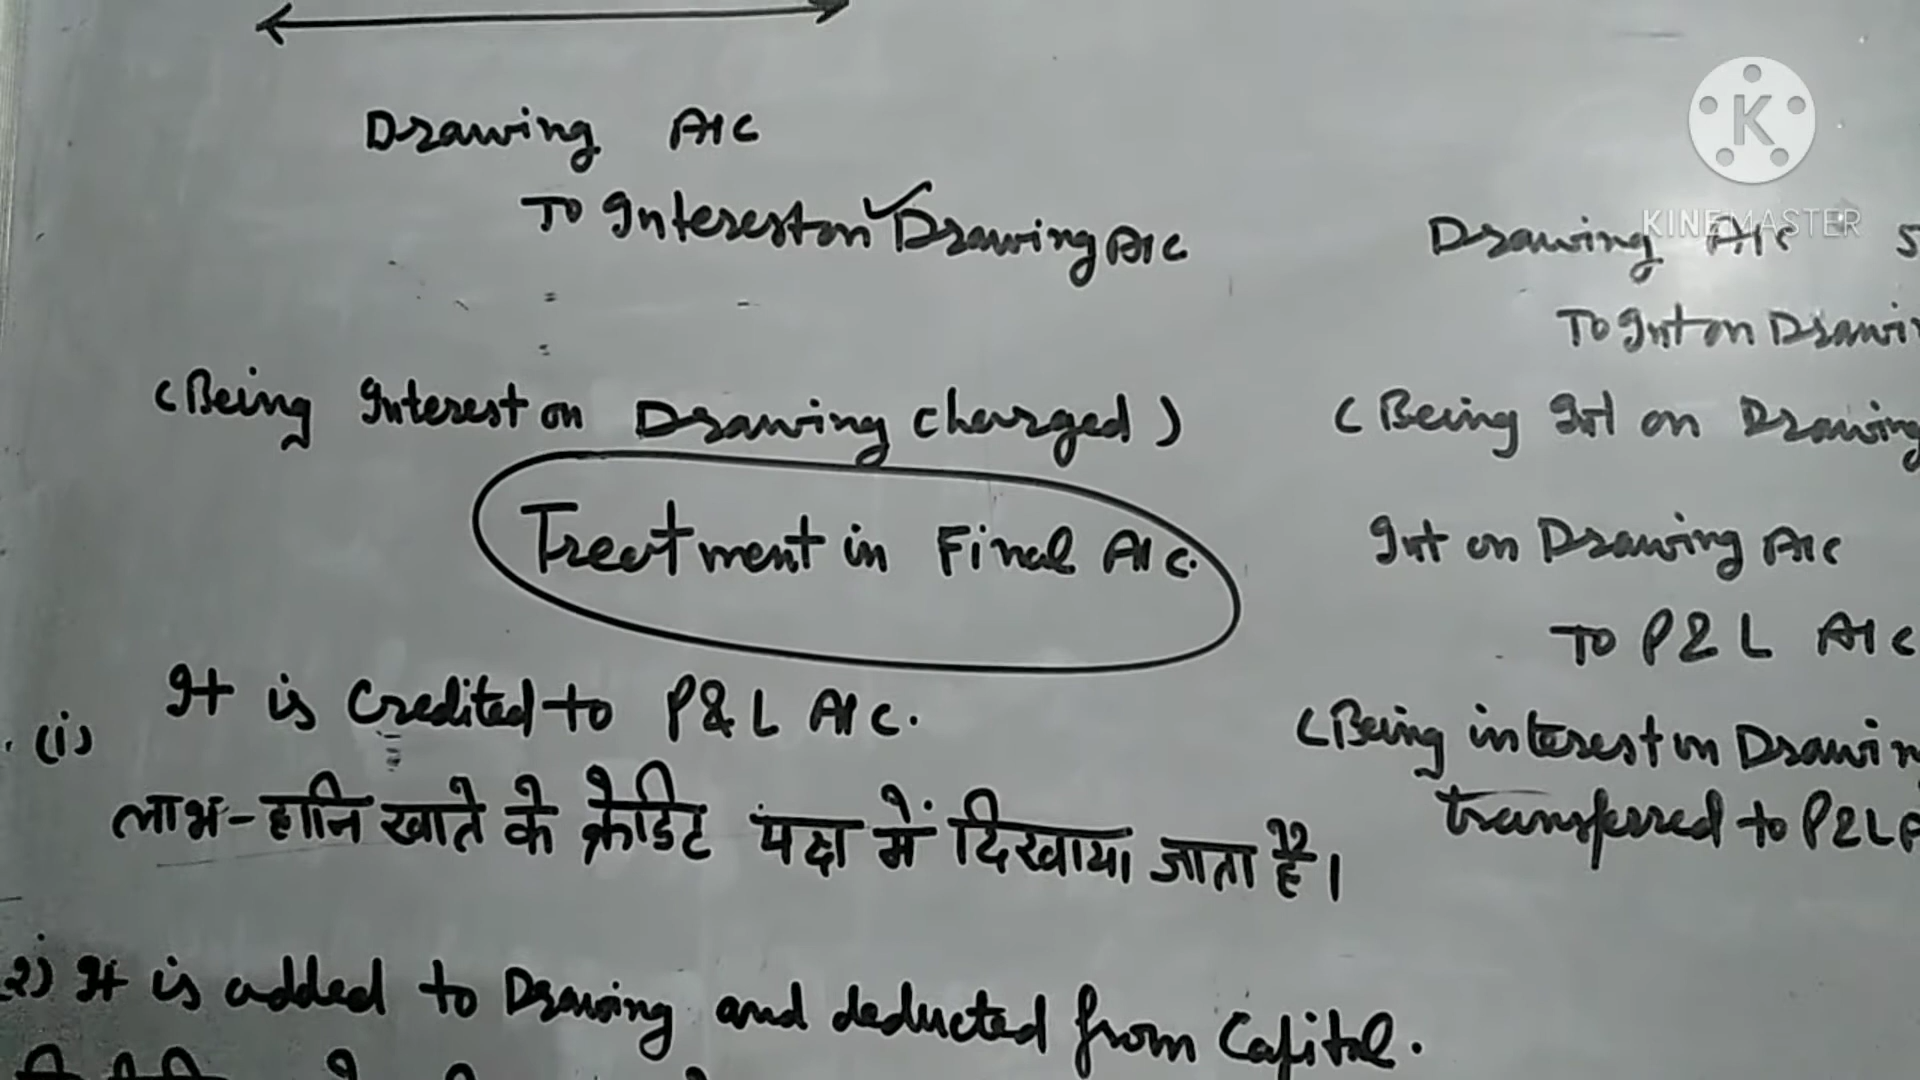 Drawing A/C
To Interest on Drawing A/C
(Being Interest on Drawing charged)
Treatment in Final A/c.
(i) It is Credited to P&L A/C.
लाभ-हानि खाते के क्रेडिट पक्ष में दिखाया जाता है।
2) It is added to Drawing and deducted from Capital.
K
KINEMASTER
Drawing A/C 5
To Int on Drawin
(Being Int on Drawing
Int on Drawing A/C
To P&L A/C
(Being interest on Drawin
transferred to P&L A